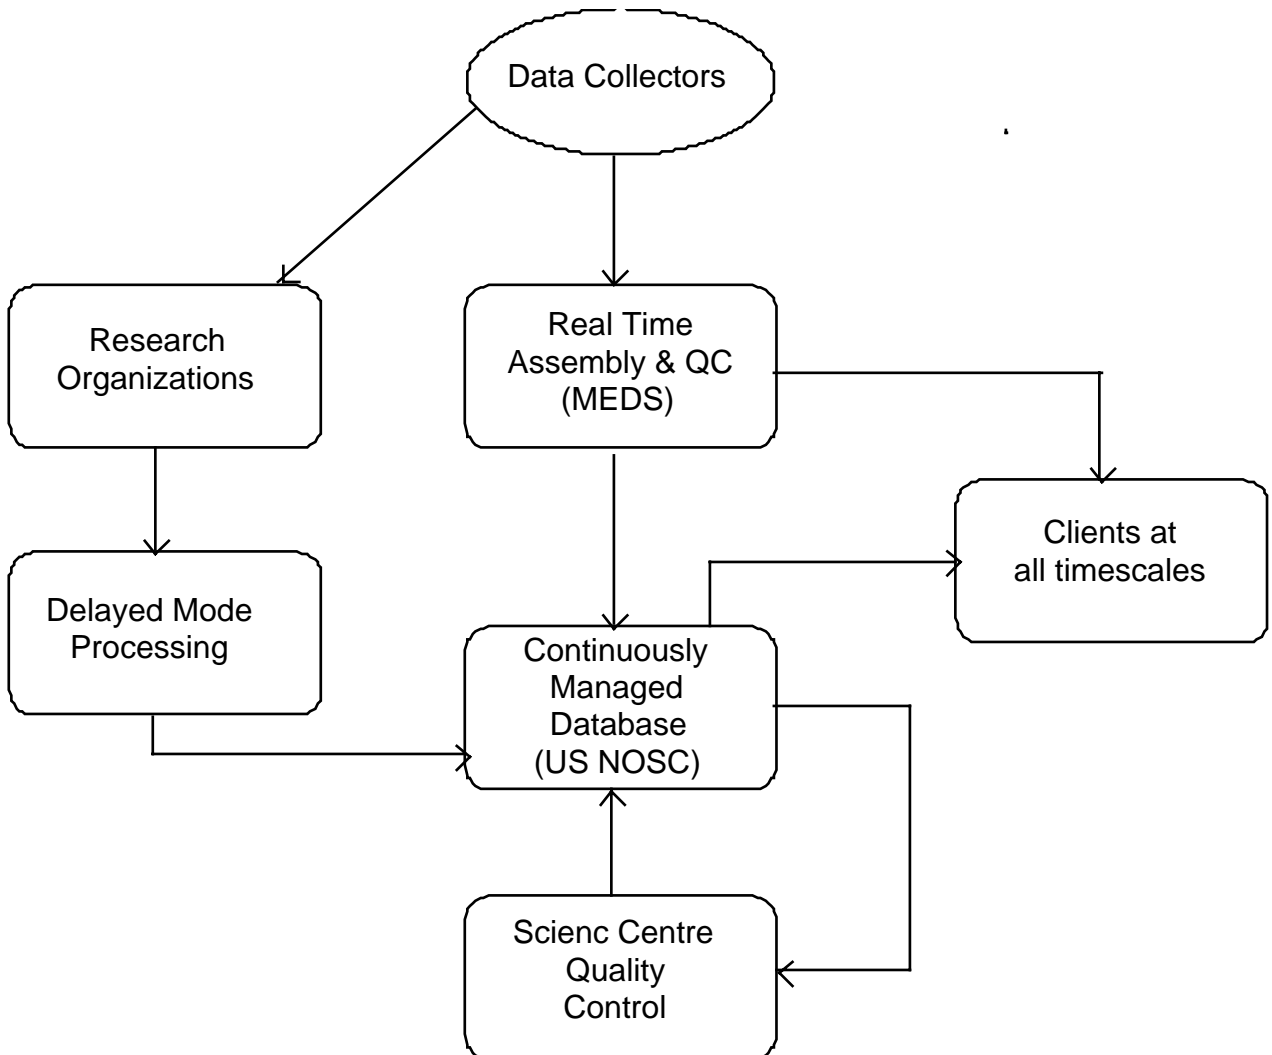 Data Collectors
Research
Organizations
Real Time
Assembly & QC
(MEDS)
Clients at
all timescales
Delayed Mode
Processing
Continuously
Managed
Database
(US NOSC)
Scienc Centre
Quality
Control